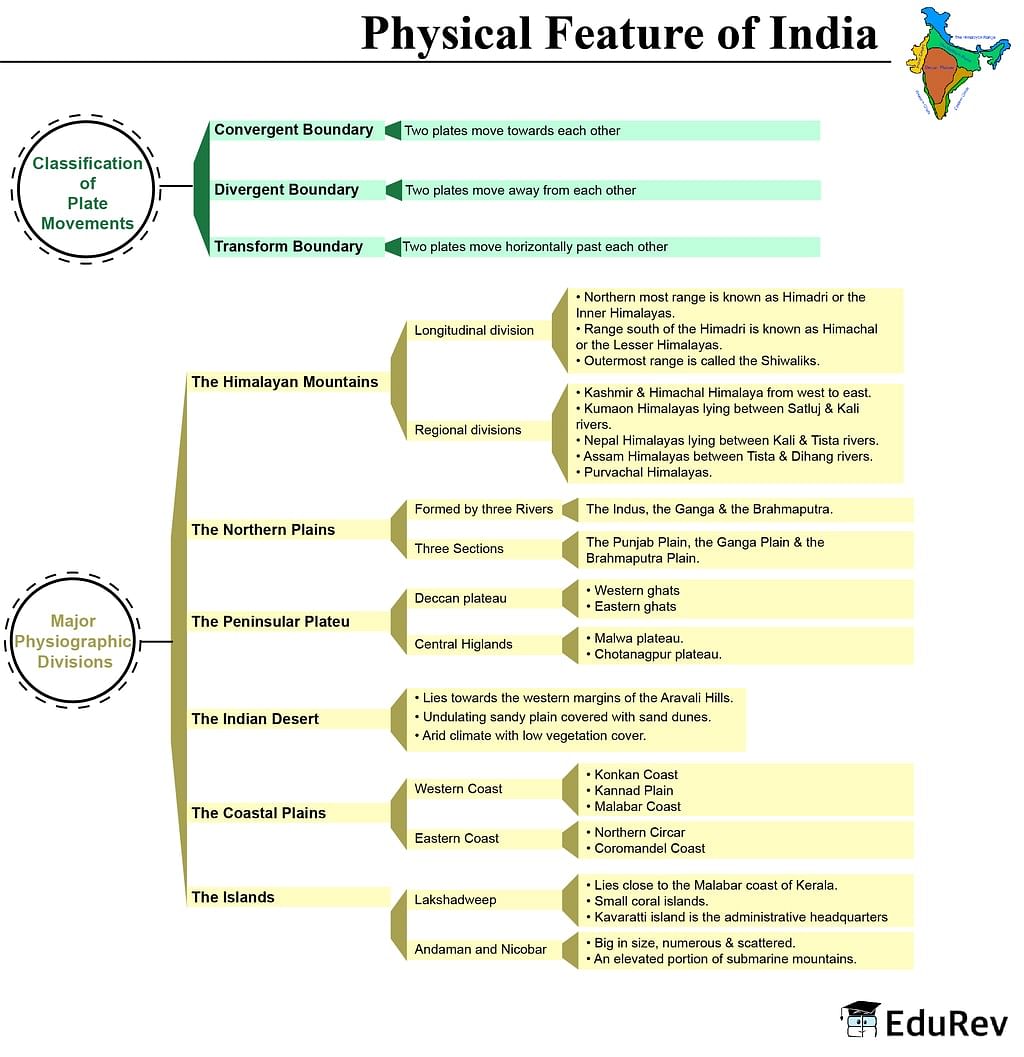 Physical Feature of India
The Himalayan Range
Classification
of
Plate
Movements
Convergent Boundary
Two plates move towards each other
Divergent Boundary
Two plates move away from each other
Transform Boundary
Two plates move horizontally past each other
Major
Physiographic
Divisions
The Himalayan Mountains
Longitudinal division
• Northern most range is known as Himadri or the
Inner Himalayas.
• Range south of the Himadri is known as Himachal
or the Lesser Himalayas.
• Outermost range is called the Shiwaliks.
Regional divisions
• Kashmir & Himachal Himalaya from west to east.
• Kumaon Himalayas lying between Satluj & Kali
rivers.
• Nepal Himalayas lying between Kali & Tista rivers.
• Assam Himalayas between Tista & Dihang rivers.
• Purvachal Himalayas.
The Northern Plains
Formed by three Rivers
The Indus, the Ganga & the Brahmaputra.
Three Sections
The Punjab Plain, the Ganga Plain & the
Brahmaputra Plain.
The Peninsular Plateu
Deccan plateau
• Western ghats
• Eastern ghats
Central Higlands
• Malwa plateau.
• Chotanagpur plateau.
The Indian Desert
• Lies towards the western margins of the Aravali Hills.
• Undulating sandy plain covered with sand dunes.
• Arid climate with low vegetation cover.
The Coastal Plains
Western Coast
• Konkan Coast
• Kannad Plain
• Malabar Coast
Eastern Coast
• Northern Circar
• Coromandel Coast
The Islands
Lakshadweep
• Lies close to the Malabar coast of Kerala.
• Small coral islands.
• Kavaratti island is the administrative headquarters
Andaman and Nicobar
• Big in size, numerous & scattered.
• An elevated portion of submarine mountains.
EduRev